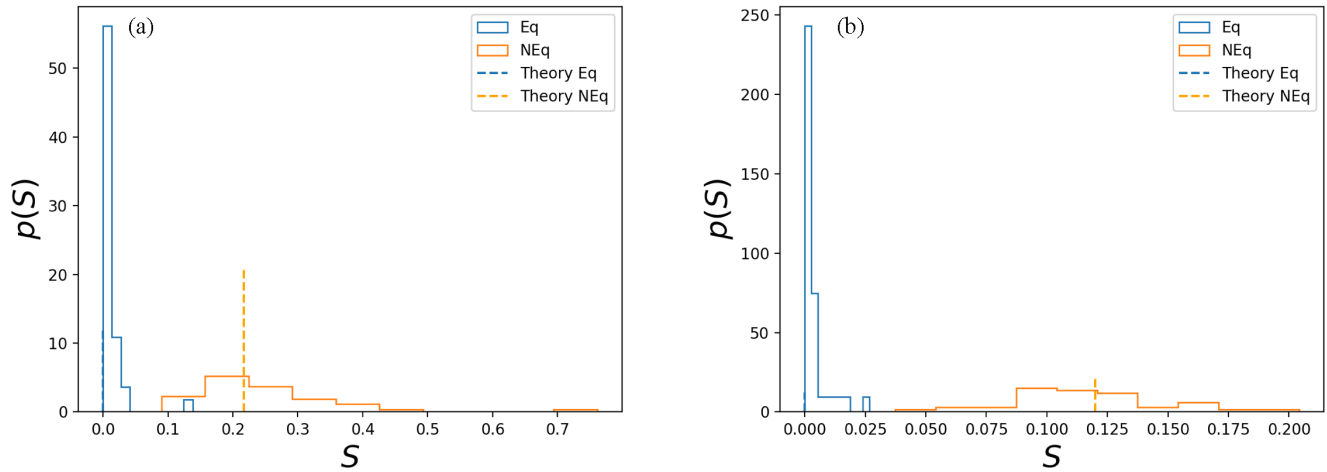 (a)
Eq
NEq
Theory Eq
Theory NEq
p(S)
50
40
30
20
10
0
0.0 0.1 0.2 0.3 0.4 0.5 0.6 0.7
S
(b)
Eq
NEq
Theory Eq
Theory NEq
p(S)
250
200
150
100
50
0
0.000 0.025 0.050 0.075 0.100 0.125 0.150 0.175 0.200
S